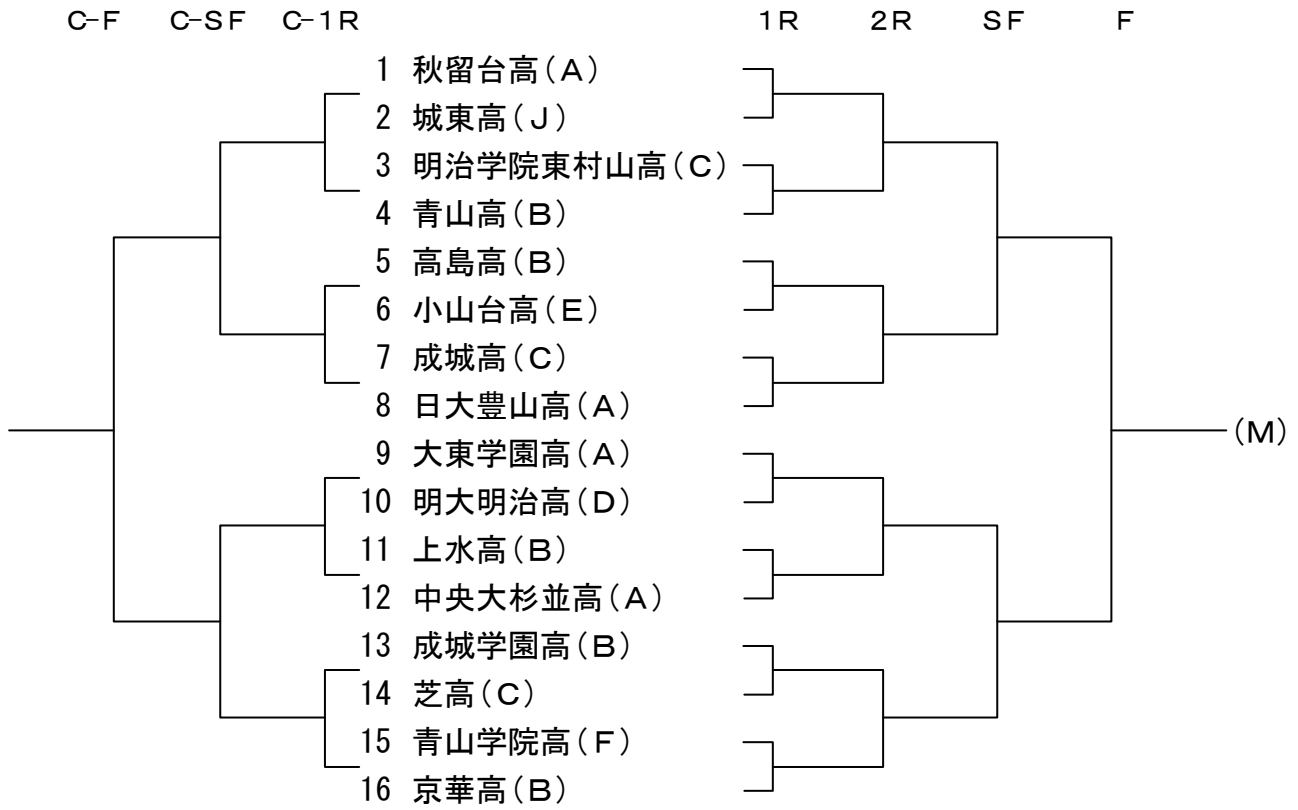 C-F C-SF C-1R 1R 2R SF F
1 秋留台高(A)
2 城東高(J)
3 明治学院東村山高(C)
4 青山高(B)
5 高島高(B)
6 小山台高(E)
7 成城高(C)
8 日大豊山高(A)
(M)
9 大東学園高(A)
10 明大明治高(D)
11 上水高(B)
12 中央大杉並高(A)
13 成城学園高(B)
14 芝高(C)
15 青山学院高(F)
16 京華高(B)